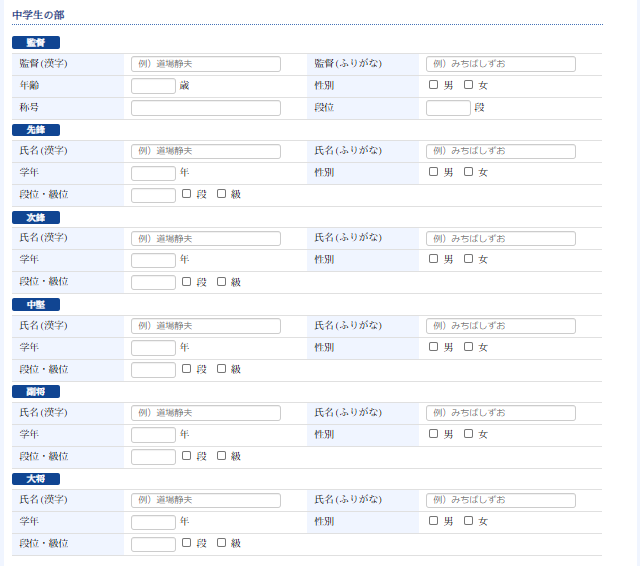 中学生の部
監督
監督(漢字) 例）道場静夫 監督(ふりがな) 例）みちばしずお
年齢 歳 性別 男 女
称号 段位 段
先鋒
氏名(漢字) 例）道場静夫 氏名(ふりがな) 例）みちばしずお
学年 年 性別 男 女
段位・級位 段 級
次鋒
氏名(漢字) 例）道場静夫 氏名(ふりがな) 例）みちばしずお
学年 年 性別 男 女
段位・級位 段 級
中堅
氏名(漢字) 例）道場静夫 氏名(ふりがな) 例）みちばしずお
学年 年 性別 男 女
段位・級位 段 級
副将
氏名(漢字) 例）道場静夫 氏名(ふりがな) 例）みちばしずお
学年 年 性別 男 女
段位・級位 段 級
大将
氏名(漢字) 例）道場静夫 氏名(ふりがな) 例）みちばしずお
学年 年 性別 男 女
段位・級位 段 級